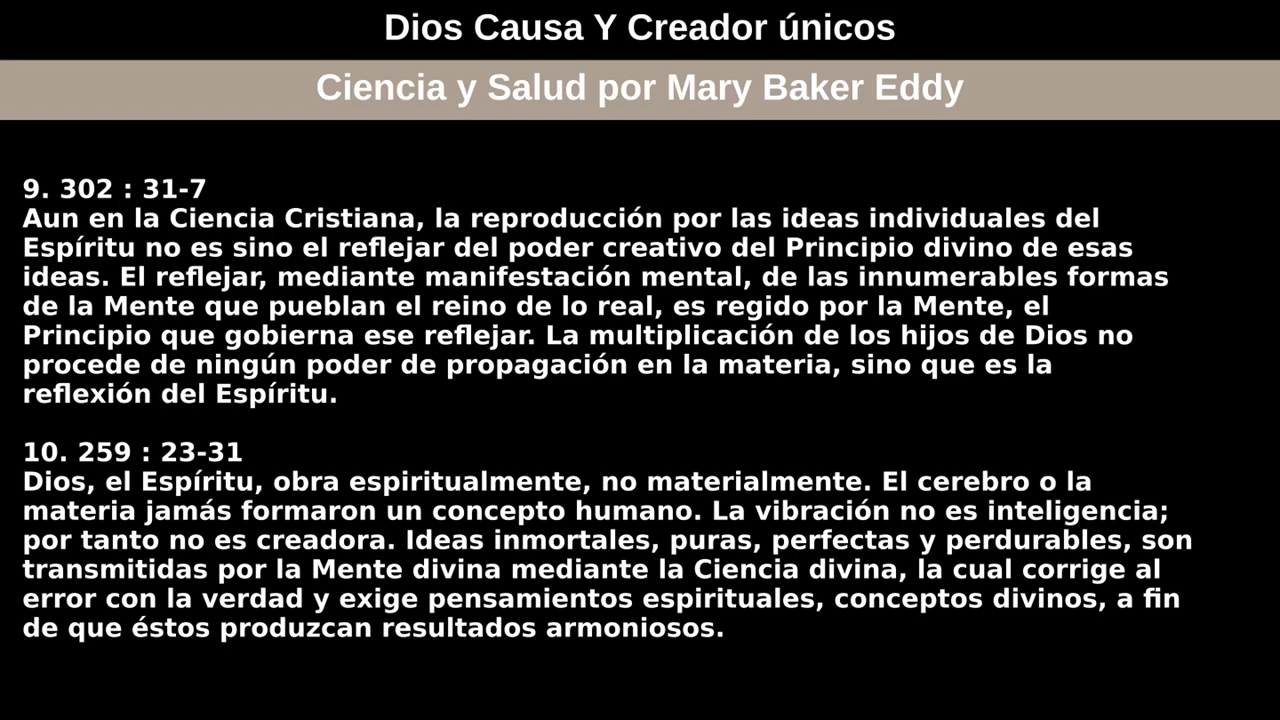 Dios Causa Y Creador únicos
Ciencia y Salud por Mary Baker Eddy
9. 302 : 31-7
Aun en la Ciencia Cristiana, la reproducción por las ideas individuales del
Espíritu no es sino el reflejar del poder creativo del Principio divino de esas
ideas. El reflejar, mediante manifestación mental, de las innumerables formas
de la Mente que pueblan el reino de lo real, es regido por la Mente, el
Principio que gobierna ese reflejar. La multiplicación de los hijos de Dios no
procede de ningún poder de propagación en la materia, sino que es la
reflexión del Espíritu.
10. 259 : 23-31
Dios, el Espíritu, obra espiritualmente, no materialmente. El cerebro o la
materia jamás formaron un concepto humano. La vibración no es inteligencia;
por tanto no es creadora. Ideas inmortales, puras, perfectas y perdurables, son
transmitidas por la Mente divina mediante la Ciencia divina, la cual corrige al
error con la verdad y exige pensamientos espirituales, conceptos divinos, a fin
de que éstos produzcan resultados armoniosos.